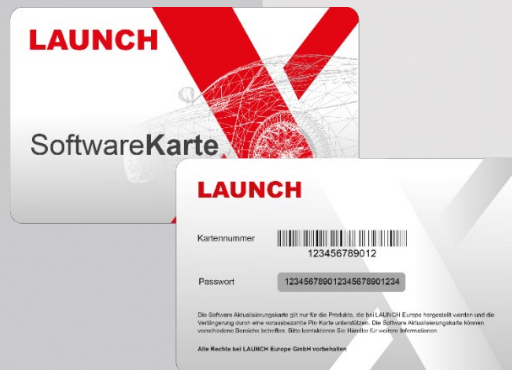 LAUNCH
SoftwareKarte
LAUNCH
Kartennummer
123456789012
Passwort
123456789012345678901234
Die Software Aktualisierungskarte gilt nur für die Produkte, die bei LAUNCH Europe hergestellt werden und die
Verlängerung durch eine vorausbezahlte Pin Karte unterstützen. Die Software Aktualisierungskarte können
verschiedene Bereiche betreffen. Bitte kontaktieren Sie Händler für weitere Informationen
Alle Rechte bei LAUNCH Europe GmbH vorbehalten